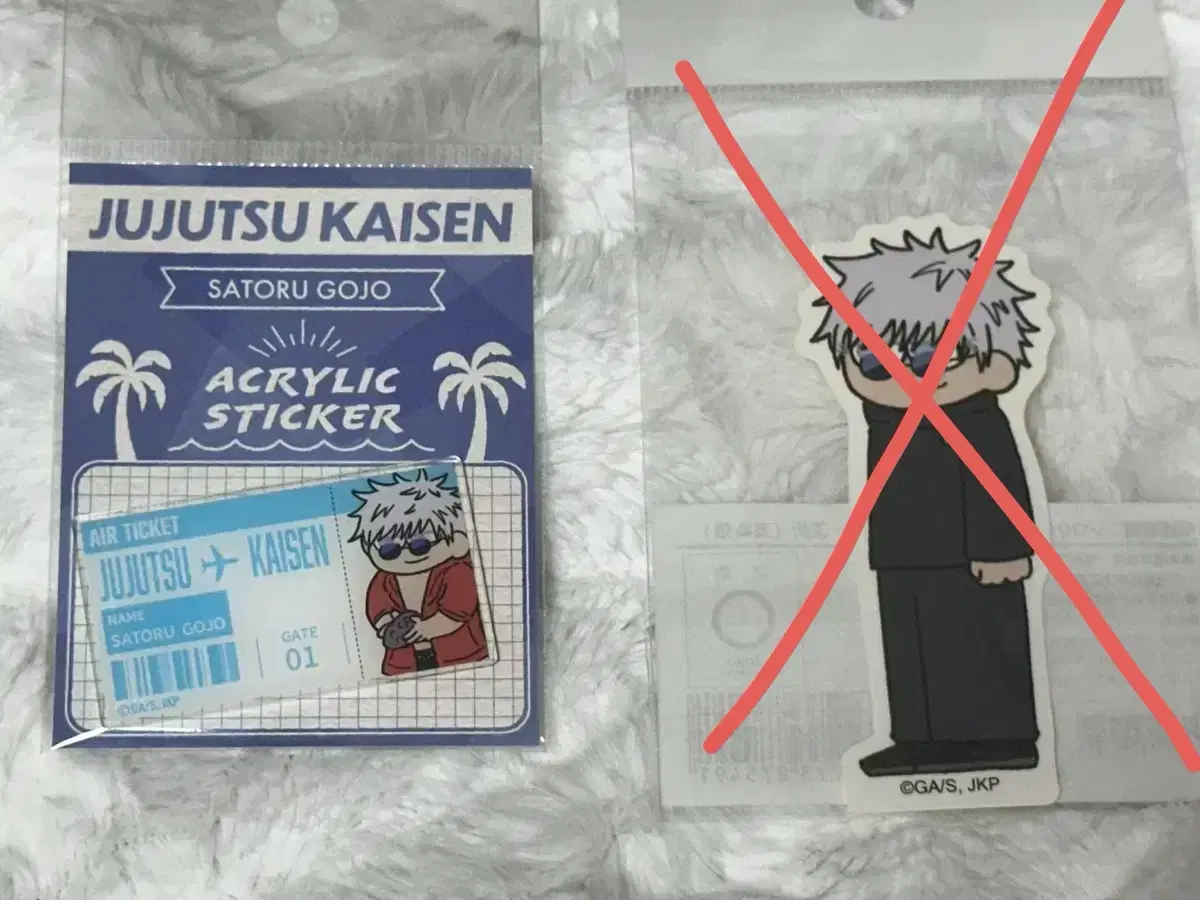 JUJUTSU KAISEN
SATORU GOJO
ACRYLIC
STICKER
AIR TICKET
JUJUTSU KAISEN
NAME
SATORU GOJO
GATE
01
©GA/S, JKP
©GA/S, JKP